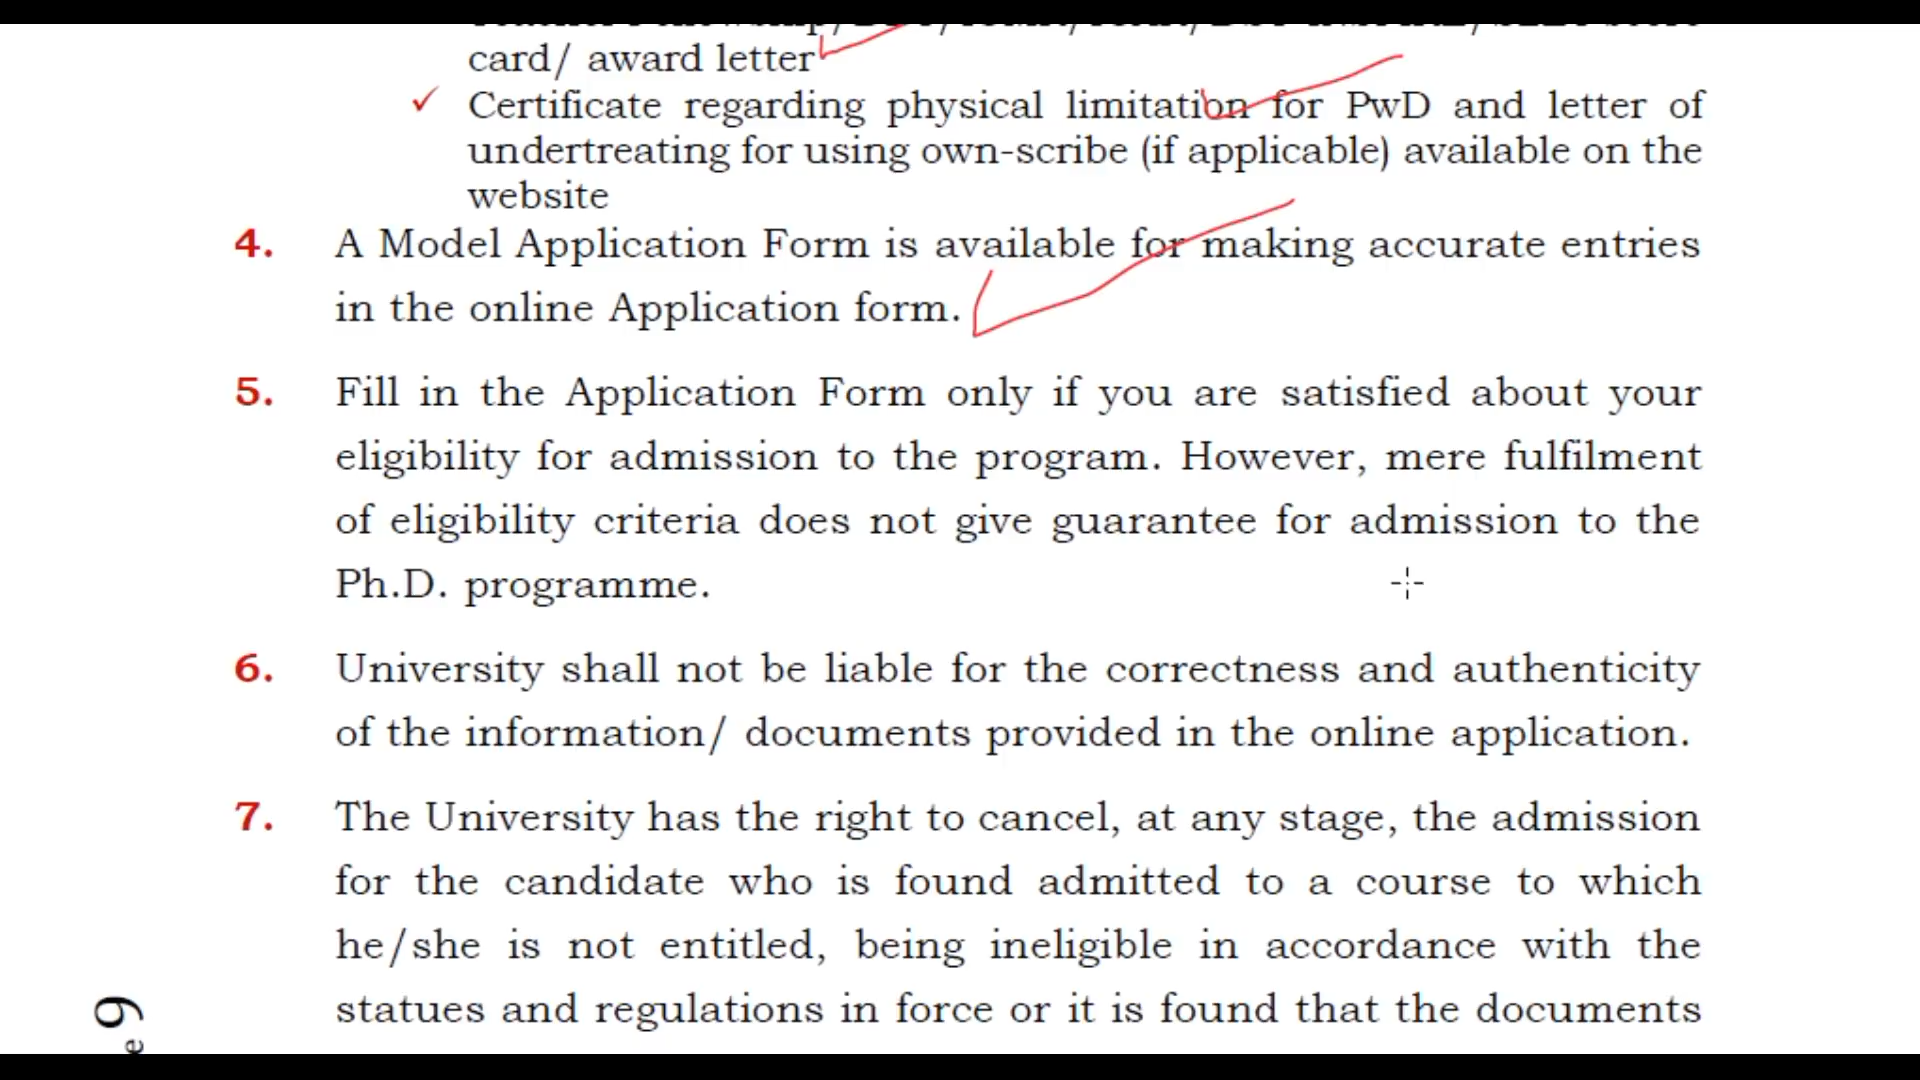 card/ award letter
✓ Certificate regarding physical limitation for PwD and letter of
undertreating for using own-scribe (if applicable) available on the
website
4. A Model Application Form is available for making accurate entries
in the online Application form.
5. Fill in the Application Form only if you are satisfied about your
eligibility for admission to the program. However, mere fulfilment
of eligibility criteria does not give guarantee for admission to the
Ph.D. programme.
6. University shall not be liable for the correctness and authenticity
of the information/ documents provided in the online application.
7. The University has the right to cancel, at any stage, the admission
for the candidate who is found admitted to a course to which
he/she is not entitled, being ineligible in accordance with the
statues and regulations in force or it is found that the documents
e 9